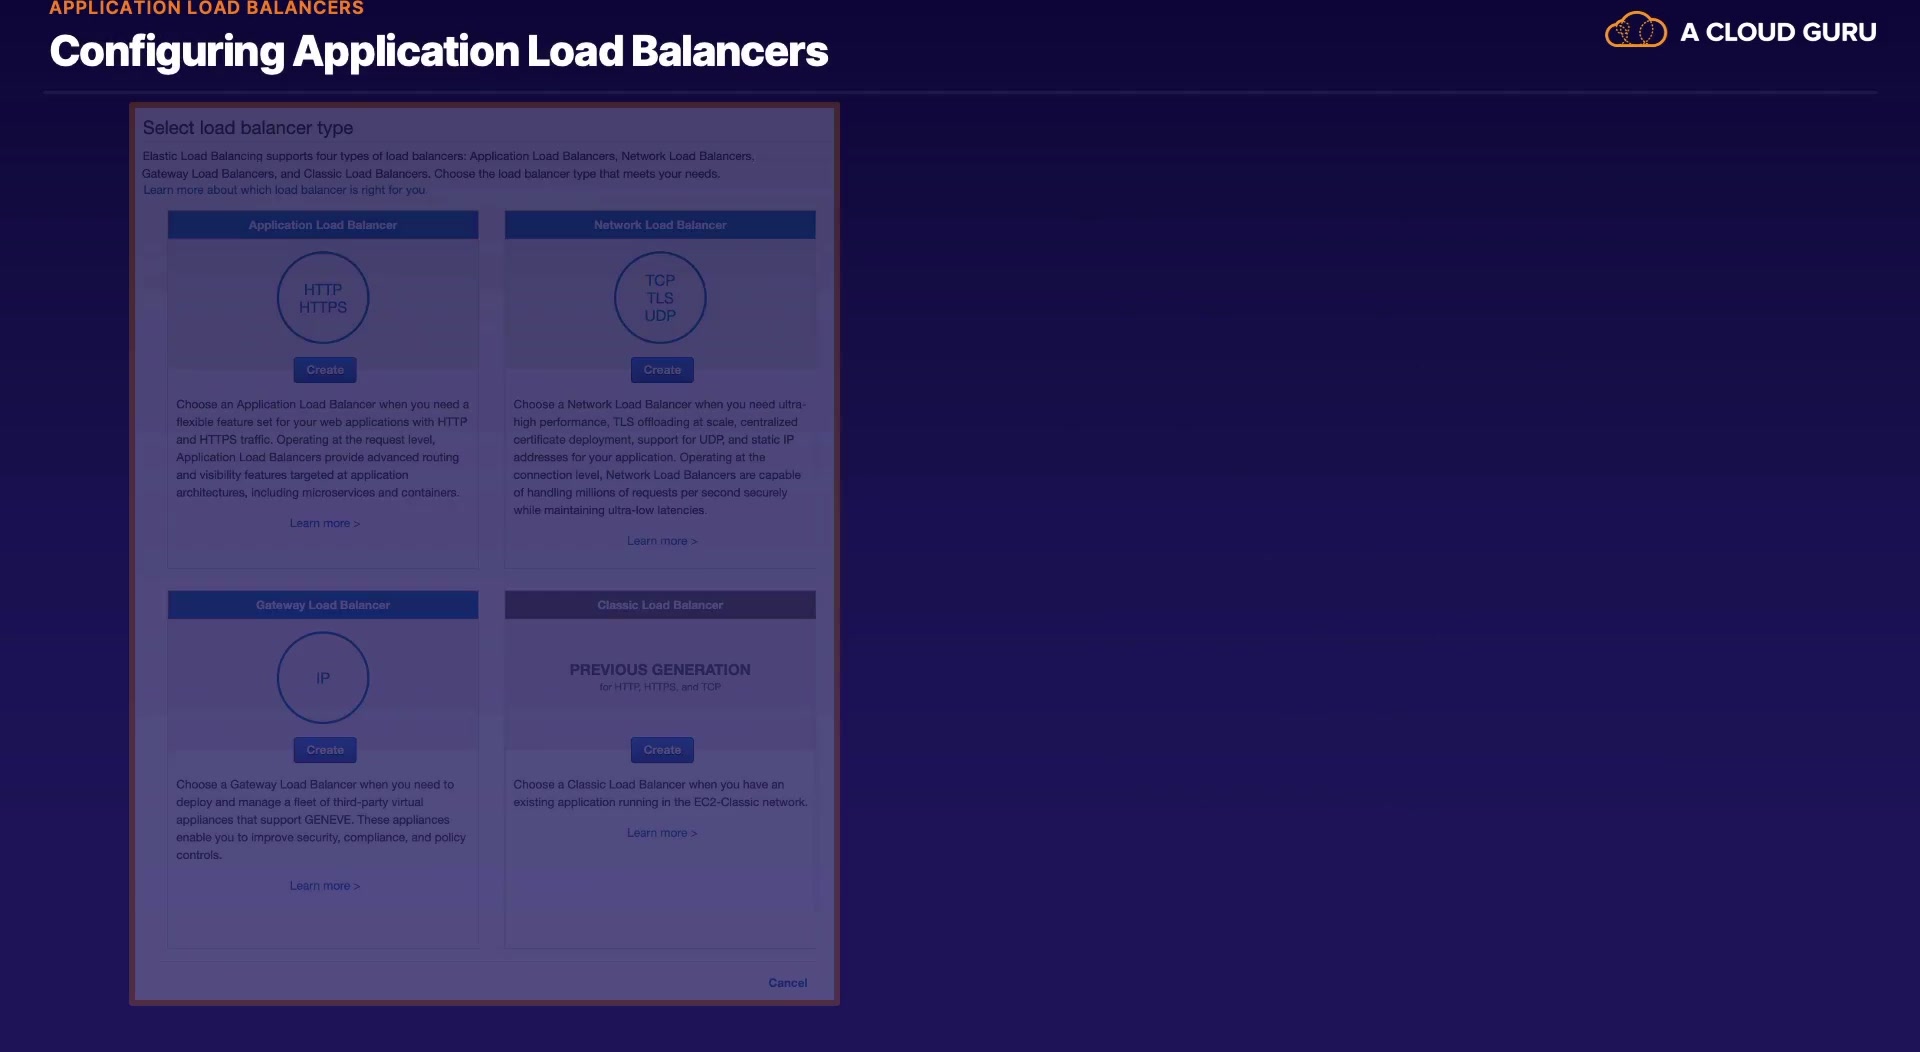 APPLICATION LOAD BALANCERS
Configuring Application Load Balancers
A CLOUD GURU
Select load balancer type
Elastic Load Balancing supports four types of load balancers: Application Load Balancers, Network Load Balancers,
Gateway Load Balancers, and Classic Load Balancers. Choose the load balancer type that meets your needs.
Learn more about which load balancer is right for you
Application Load Balancer
HTTP
HTTPS
Create
Choose an Application Load Balancer when you need a
flexible feature set for your web applications with HTTP
and HTTPS traffic. Operating at the request level,
Application Load Balancers provide advanced routing
and visibility features targeted at application
architectures, including microservices and containers.
Learn more >
Network Load Balancer
TCP
TLS
UDP
Create
Choose a Network Load Balancer when you need ultra-
high performance, TLS offloading at scale, centralized
certificate deployment, support for UDP, and static IP
addresses for your application. Operating at the
connection level, Network Load Balancers are capable
of handling millions of requests per second securely
while maintaining ultra-low latencies.
Learn more >
Gateway Load Balancer
IP
Create
Choose a Gateway Load Balancer when you need to
deploy and manage a fleet of third-party virtual
appliances that support GENEVE. These appliances
enable you to improve security, compliance, and policy
controls.
Learn more >
Classic Load Balancer
PREVIOUS GENERATION
for HTTP, HTTPS, and TCP
Create
Choose a Classic Load Balancer when you have an
existing application running in the EC2-Classic network.
Learn more >
Cancel